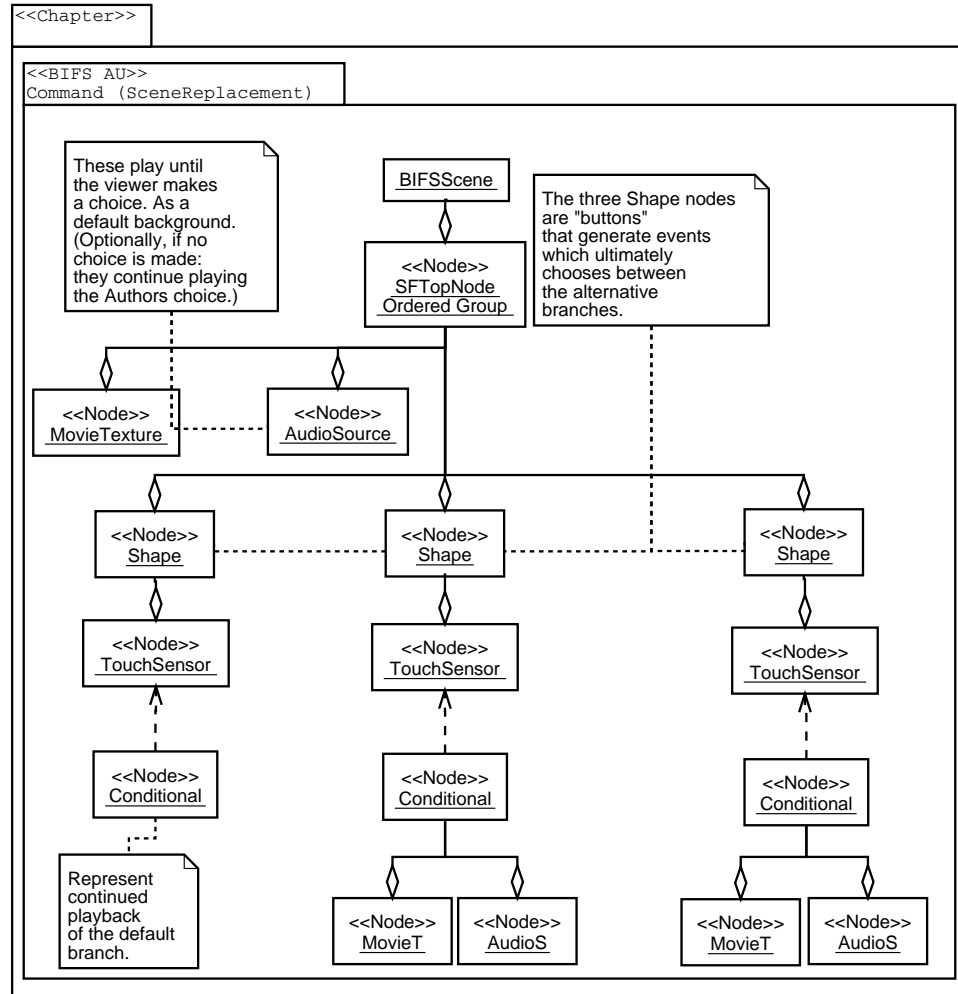 <<Chapter>>
<<BIFS AU>>
Command (SceneReplacement)
These play until
the viewer makes
a choice. As a
default background.
(Optionally, if no
choice is made:
they continue playing
the Authors choice.)
BIFSScene
The three Shape nodes
are "buttons"
that generate events
which ultimately
chooses between
the alternative
branches.
<<Node>>
SFTopNode
Ordered Group
<<Node>>
MovieTexture
<<Node>>
AudioSource
<<Node>>
Shape
<<Node>>
Shape
<<Node>>
Shape
<<Node>>
TouchSensor
<<Node>>
TouchSensor
<<Node>>
TouchSensor
<<Node>>
Conditional
<<Node>>
Conditional
<<Node>>
Conditional
Represent
continued
playback
of the default
branch.
<<Node>>
MovieT
<<Node>>
AudioS
<<Node>>
MovieT
<<Node>>
AudioS